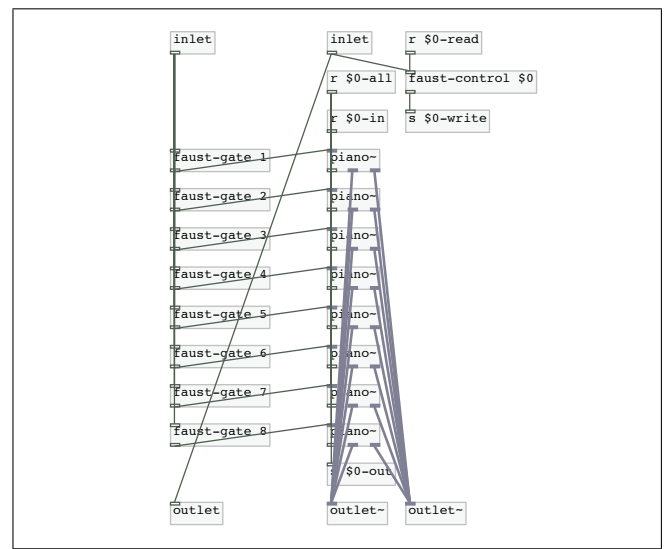 inlet
inlet
r $0-read
r $0-all
faust-control $0
r $0-in
s $0-write
faust-gate 1
piano~
faust-gate 2
piano~
faust-gate 3
piano~
faust-gate 4
piano~
faust-gate 5
piano~
faust-gate 6
piano~
faust-gate 7
piano~
faust-gate 8
piano~
s $0-out
outlet
outlet~
outlet~